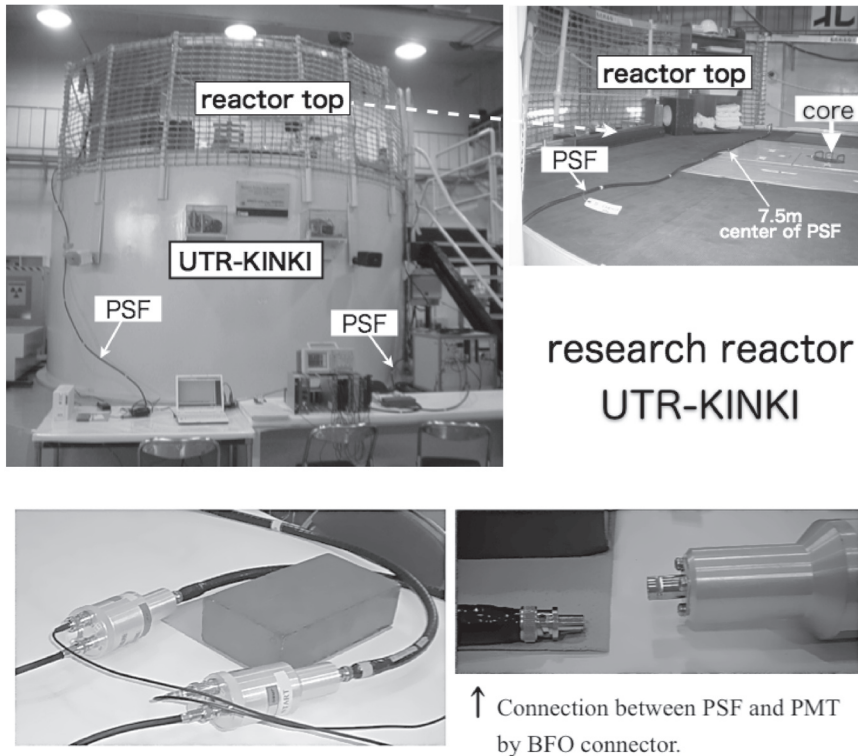 reactor top
UTR-KINKI
PSF
PSF
reactor top
core
PSF
7.5m
center of PSF
research reactor
UTR-KINKI
START
↑ Connection between PSF and PMT
by BFO connector.